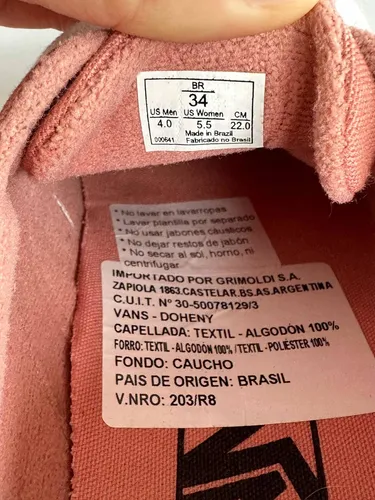 BR
34
US Men US Women CM
4.0 5.5 22.0
Made in Brazil
000641 Fabricado no Brasil
* No lavar en lavarropas
* Lavar plantilla por separado
* No usar jabones cáusticos
* No dejar restos de jabón
* No secar al sol, horno, ni
centrifugar
IMPORTADO POR GRIMOLDI S.A.
ZAPIOLA 1863.CASTELAR.BS.AS.ARGENTINA
C.U.I.T. Nº 30-50078129/3
VANS - DOHENY
CAPELLADA: TEXTIL - ALGODÓN 100%
FORRO: TEXTIL - ALGODÓN 100% / TEXTIL - POLIÉSTER 100%
FONDO: CAUCHO
PAIS DE ORIGEN: BRASIL
V.NRO: 203/R8